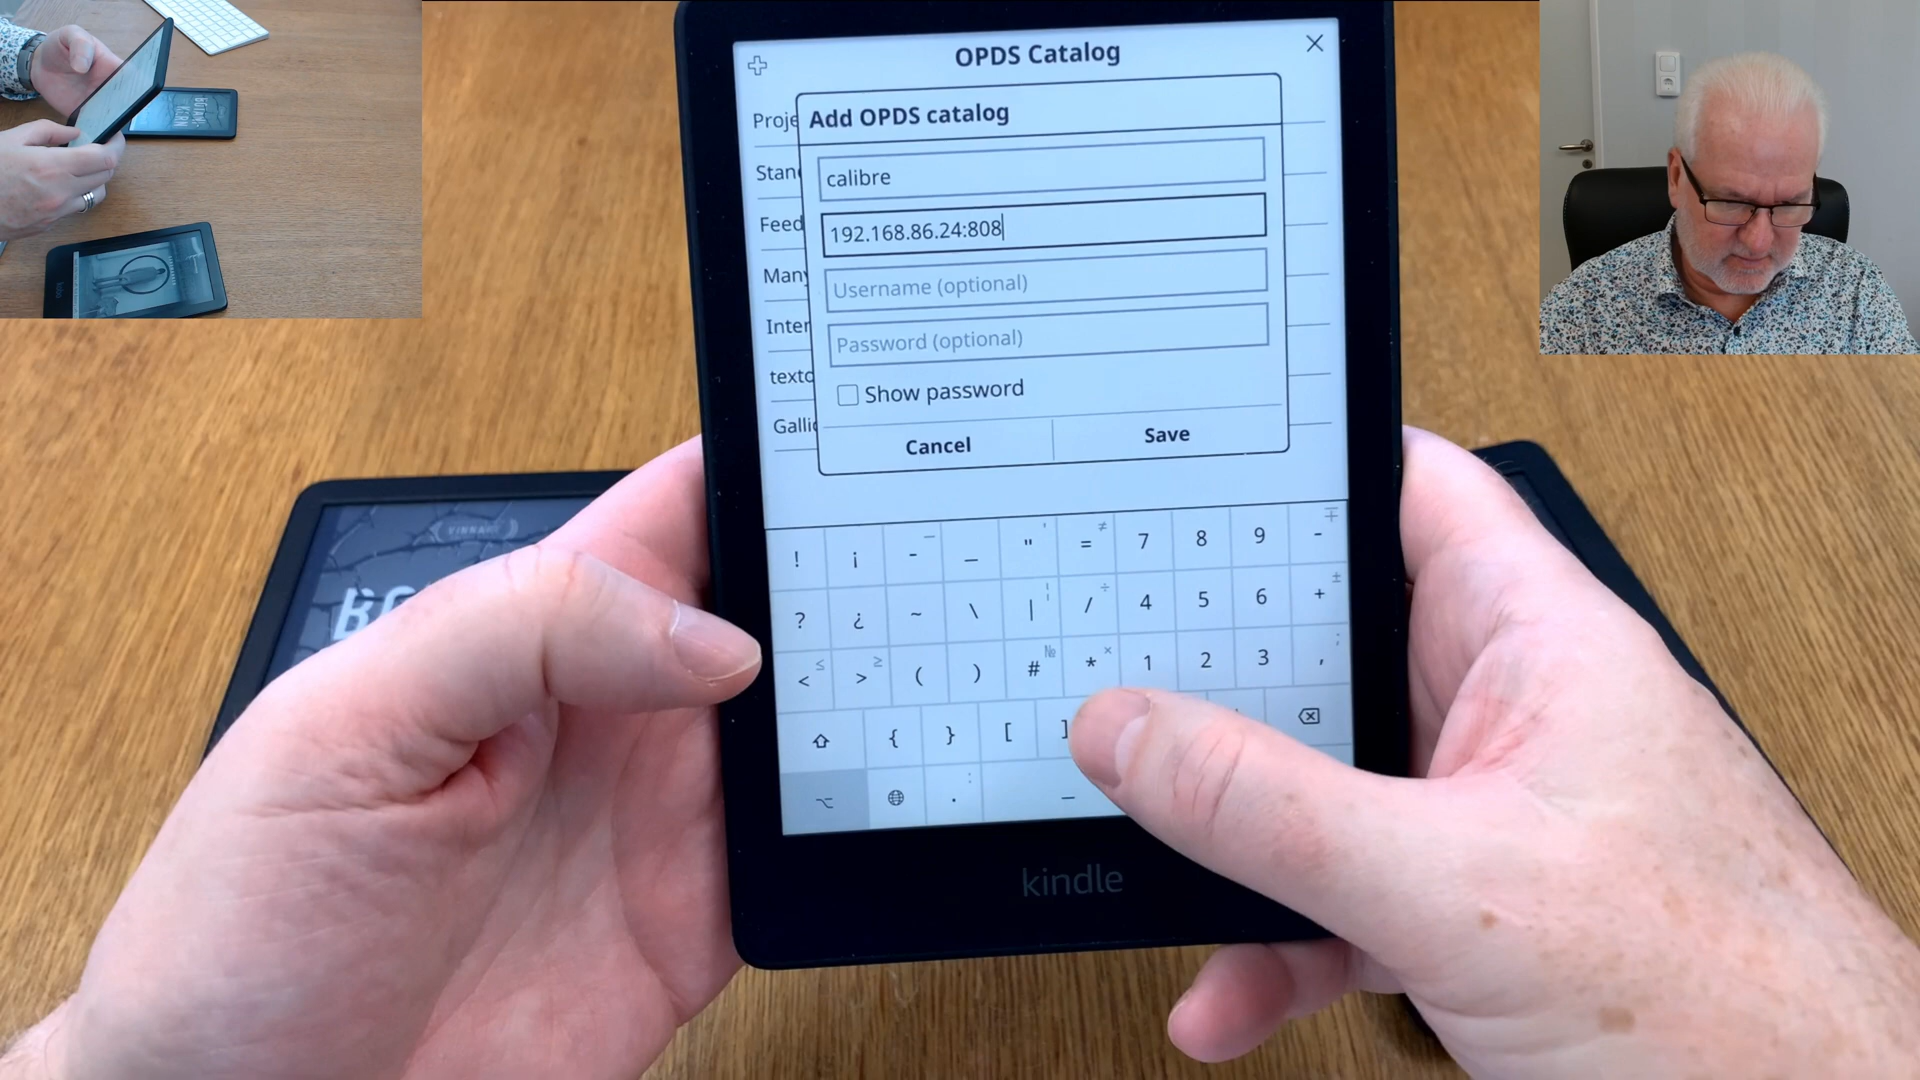 OPDS Catalog
Add OPDS catalog
calibre
192.168.86.24:808
Username (optional)
Password (optional)
Show password
Cancel
Save
Proje
Stan
Feed
Many
Inter
texto
Galli
! ¡ - _ " = 7 8 9 -
? ¿ ~ \ | / 4 5 6 +
< > ( ) # * 1 2 3 ,
{ } [ ]
. :
kindle